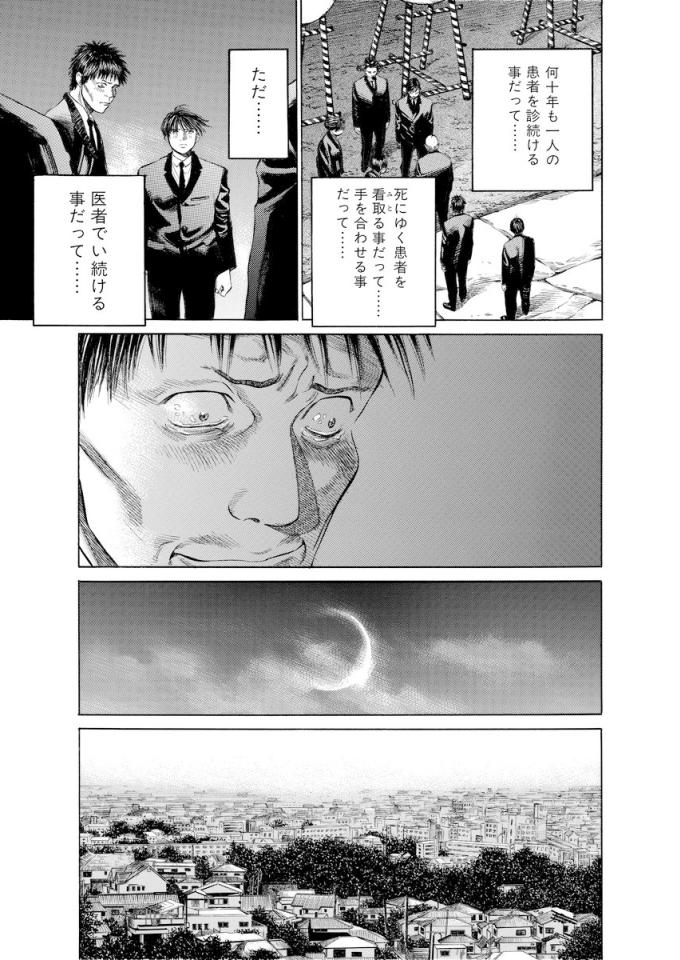 何十年も一人の
患者を診続ける
事だって……
死にゆく患者を
看取る事だって……
手を合わせる事
だって……
ただ……
医者でい続ける
事だって……